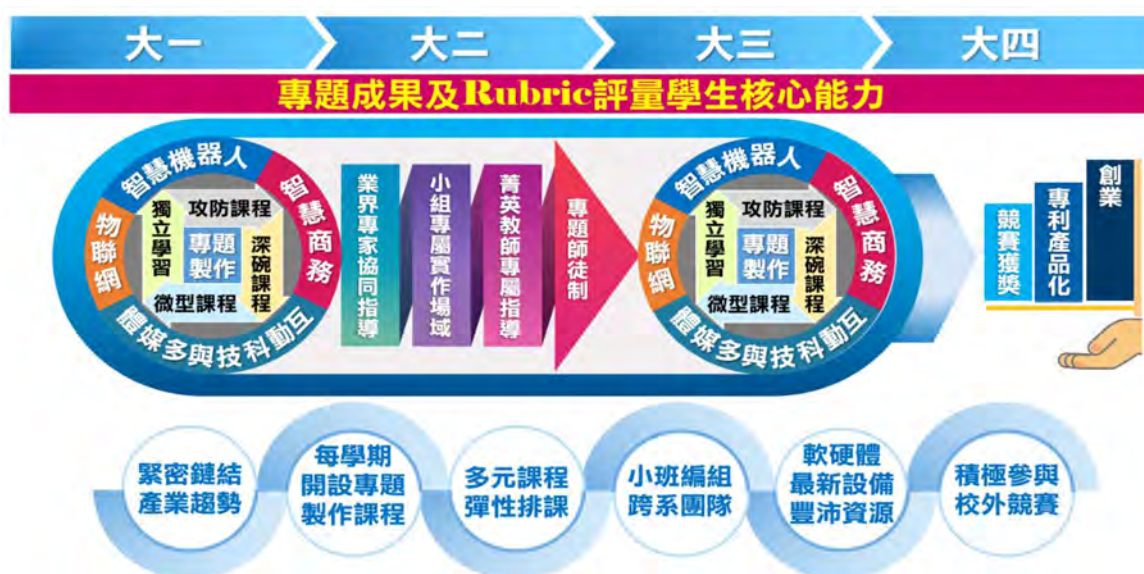 大一
大二
大三
大四
專題成果及Rubric評量學生核心能力
智慧機器人
智慧商務
物聯網
互動科技與多媒體
獨立學習
攻防課程
深碗課程
微型課程
專題
製作
業界專家協同指導
小組專屬實作場域
菁英教師專屬指導
專題師徒制
智慧機器人
智慧商務
物聯網
互動科技與多媒體
獨立學習
攻防課程
深碗課程
微型課程
專題
製作
競賽獲獎
專利產品化
創業
緊密鏈結
產業趨勢
每學期
開設專題
製作課程
多元課程
彈性排課
小班編組
跨系團隊
軟硬體
最新設備
豐沛資源
積極參與
校外競賽